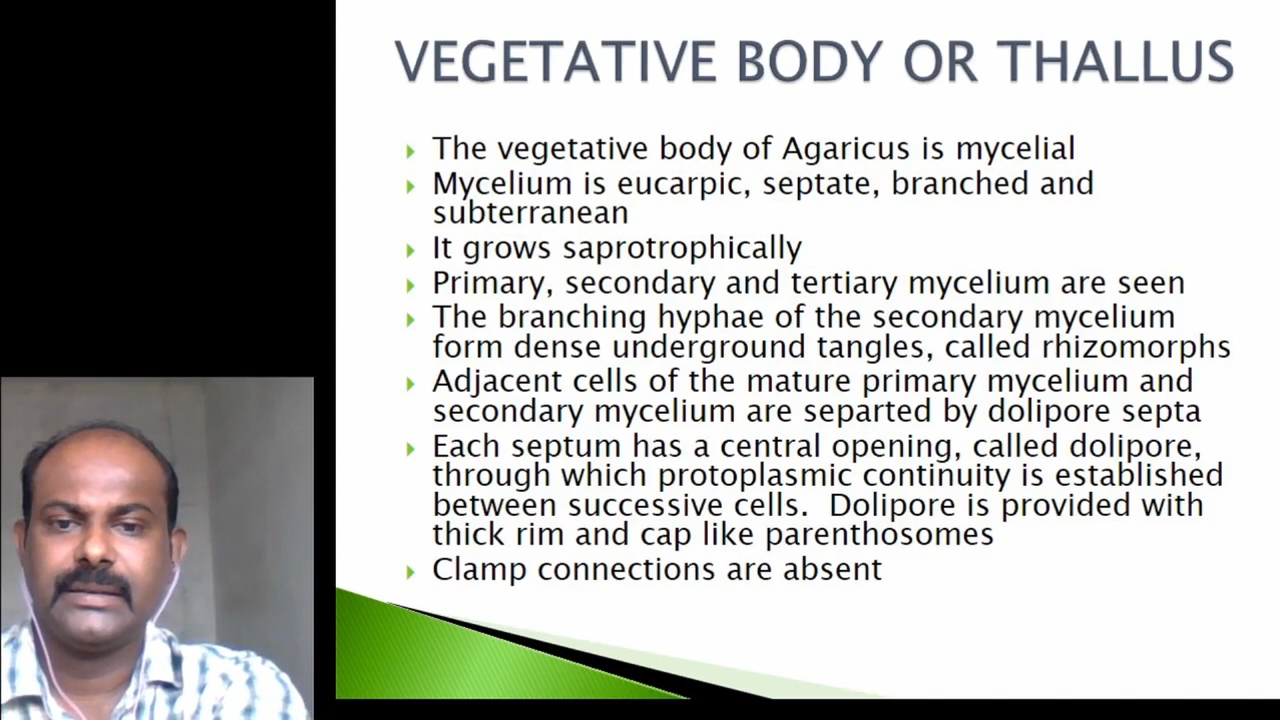 VEGETATIVE BODY OR THALLUS
The vegetative body of Agaricus is mycelial
Mycelium is eucarpic, septate, branched and
subterranean
It grows saprotrophically
Primary, secondary and tertiary mycelium are seen
The branching hyphae of the secondary mycelium
form dense underground tangles, called rhizomorphs
Adjacent cells of the mature primary mycelium and
secondary mycelium are separted by dolipore septa
Each septum has a central opening, called dolipore,
through which protoplasmic continuity is established
between successive cells.  Dolipore is provided with
thick rim and cap like parenthosomes
Clamp connections are absent